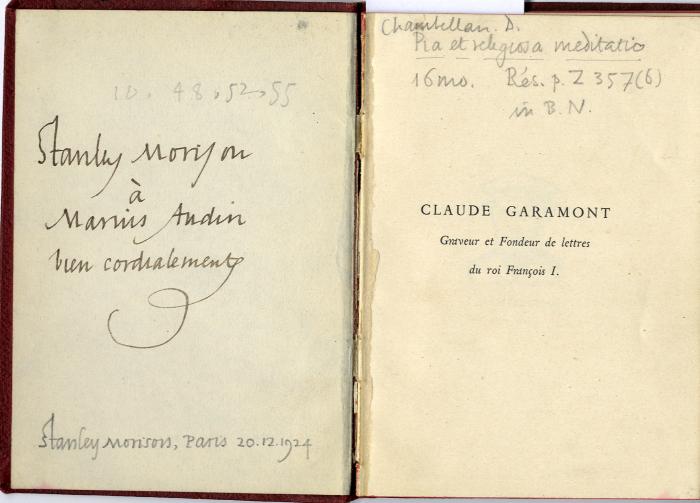 10. 48, 52, 55
Stanley Morison
à
Marius Audin
bien cordialement
Stanley Morison, Paris 20.12.1924
Chambellan. D.
Pia et religiosa meditatio
16mo. Rés. p. Z 357(6)
in B. N.
CLAUDE GARAMONT
Graveur et Fondeur de lettres
du roi François I.